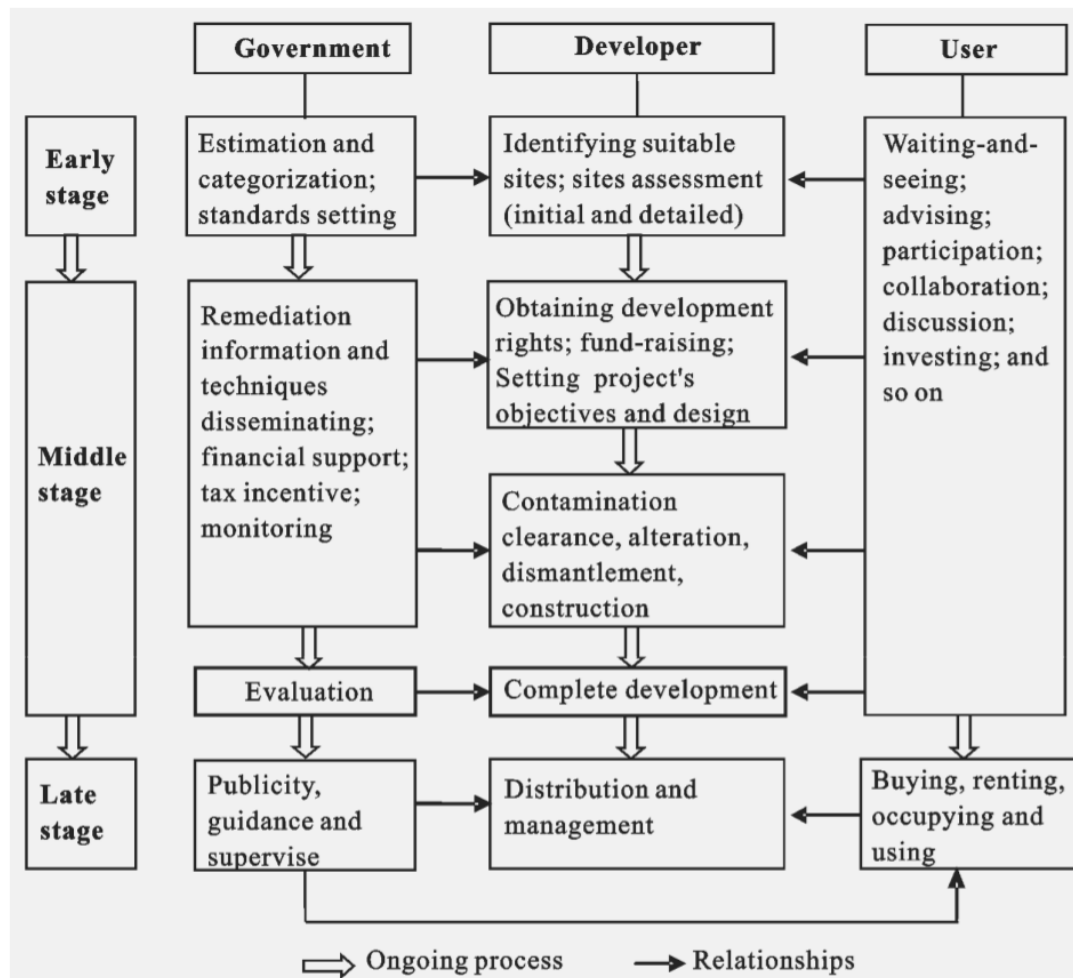 Government
Developer
User
Early
stage
Estimation and
categorization;
standards setting
Identifying suitable
sites; sites assessment
(initial and detailed)
Waiting-and-
seeing;
advising;
participation;
collaboration;
discussion;
investing; and
so on
Middle
stage
Remediation
information and
techniques
disseminating;
financial support;
tax incentive;
monitoring
Obtaining development
rights; fund-raising;
Setting project's
objectives and design
Contamination
clearance, alteration,
dismantlement,
construction
Evaluation
Complete development
Late
stage
Publicity,
guidance and
supervise
Distribution and
management
Buying, renting,
occupying and
using
Ongoing process
Relationships